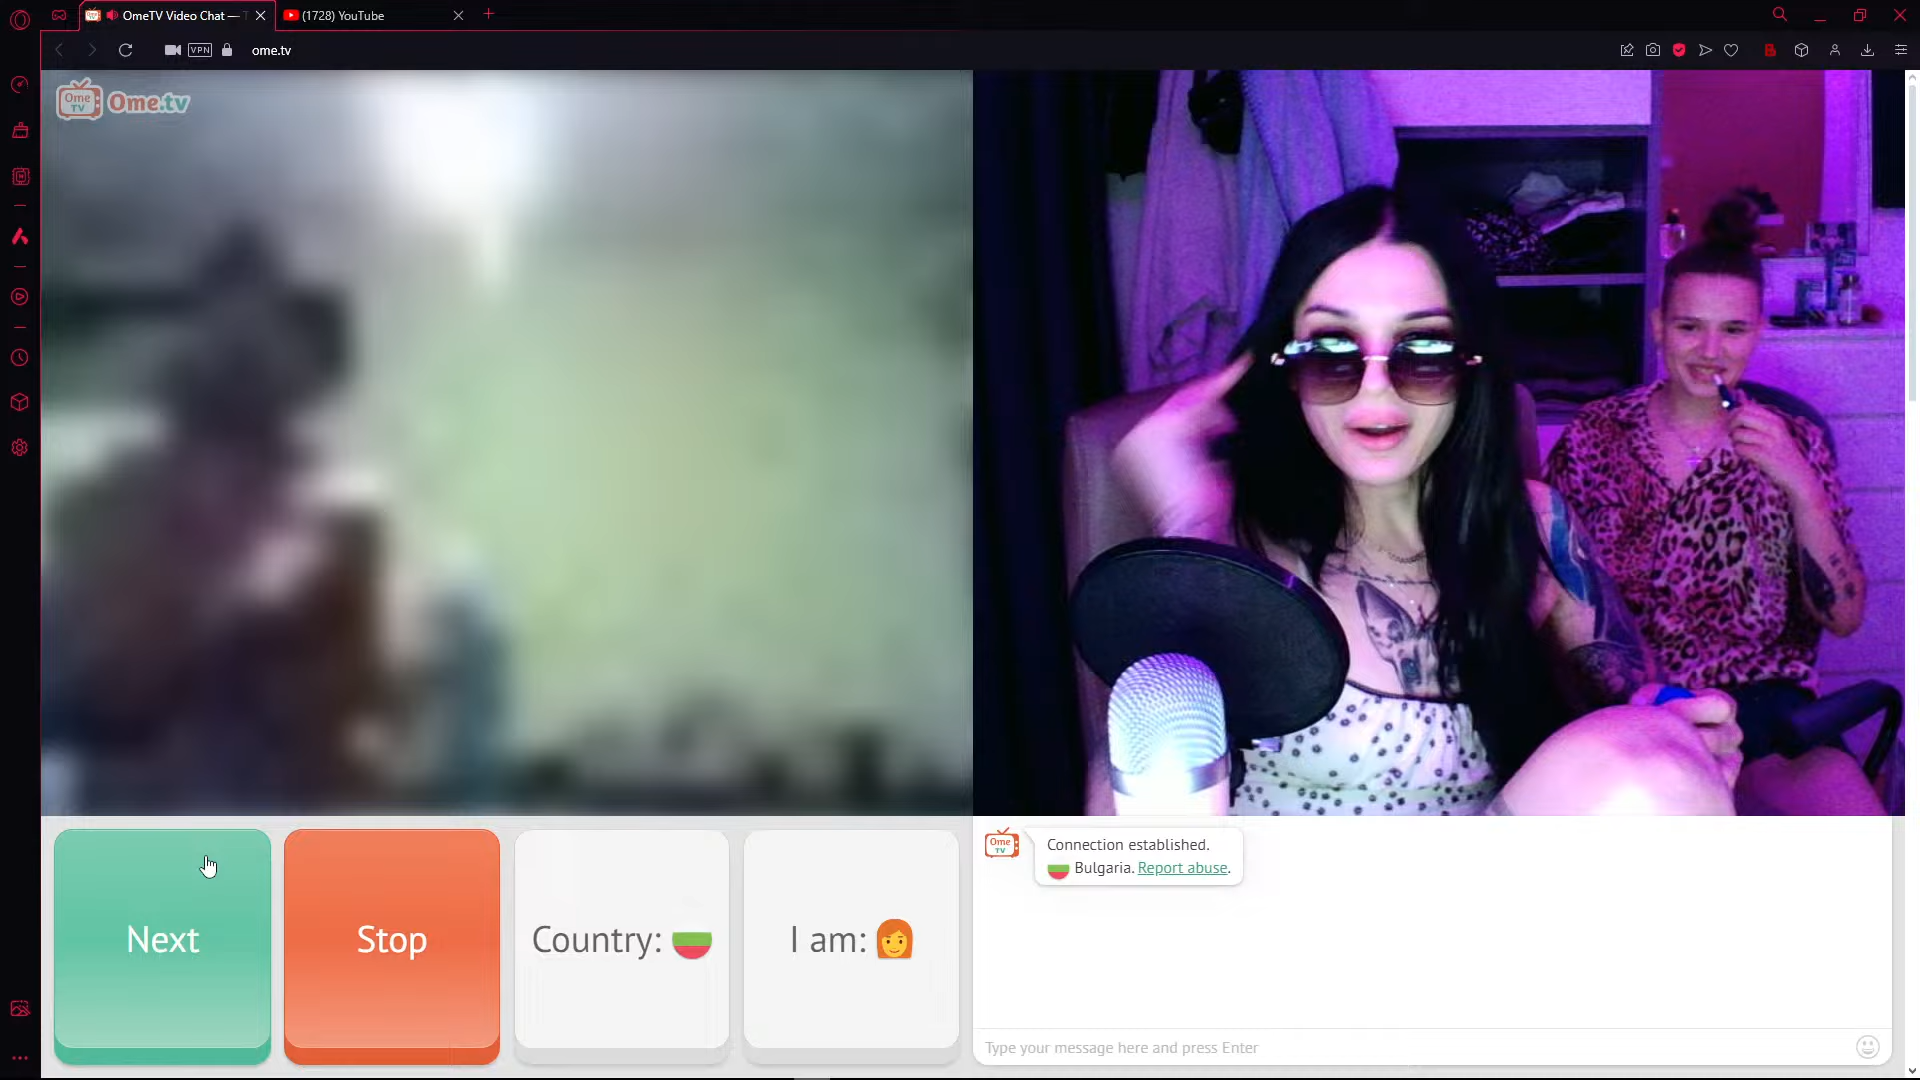 OmeTV Video Chat —
(1728) YouTube
VPN
ome.tv
Ome TV
Ome.tv
Next
Stop
Country:
I am:
Ome TV
Connection established.
Bulgaria. Report abuse.
Type your message here and press Enter